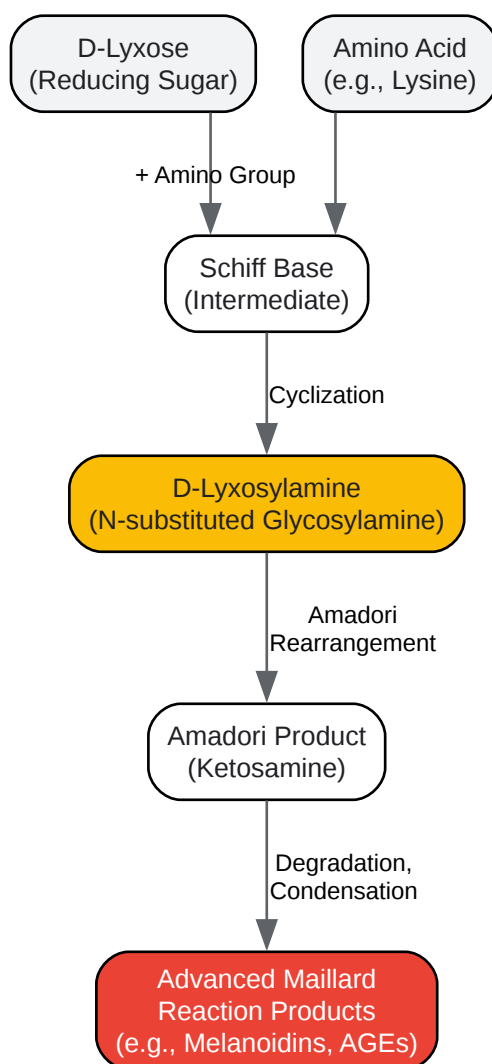 D-Lyxose
(Reducing Sugar)
Amino Acid
(e.g., Lysine)
+ Amino Group
Schiff Base
(Intermediate)
Cyclization
D-Lyxosylamine
(N-substituted Glycosylamine)
Amadori
Rearrangement
Amadori Product
(Ketosamine)
Degradation,
Condensation
Advanced Maillard
Reaction Products
(e.g., Melanoidins, AGEs)